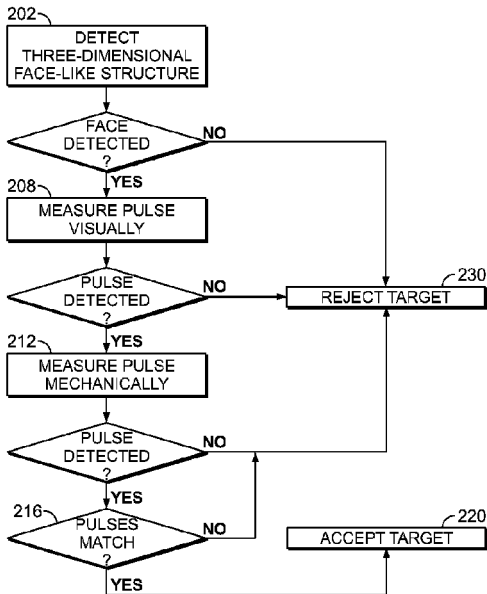 202
DETECT
THREE-DIMENSIONAL
FACE-LIKE STRUCTURE
FACE
DETECTED
?
NO
YES
208
MEASURE PULSE
VISUALLY
PULSE
DETECTED
?
NO
230
REJECT TARGET
YES
212
MEASURE PULSE
MECHANICALLY
PULSE
DETECTED
?
NO
YES
216
PULSES
MATCH
?
NO
220
ACCEPT TARGET
YES